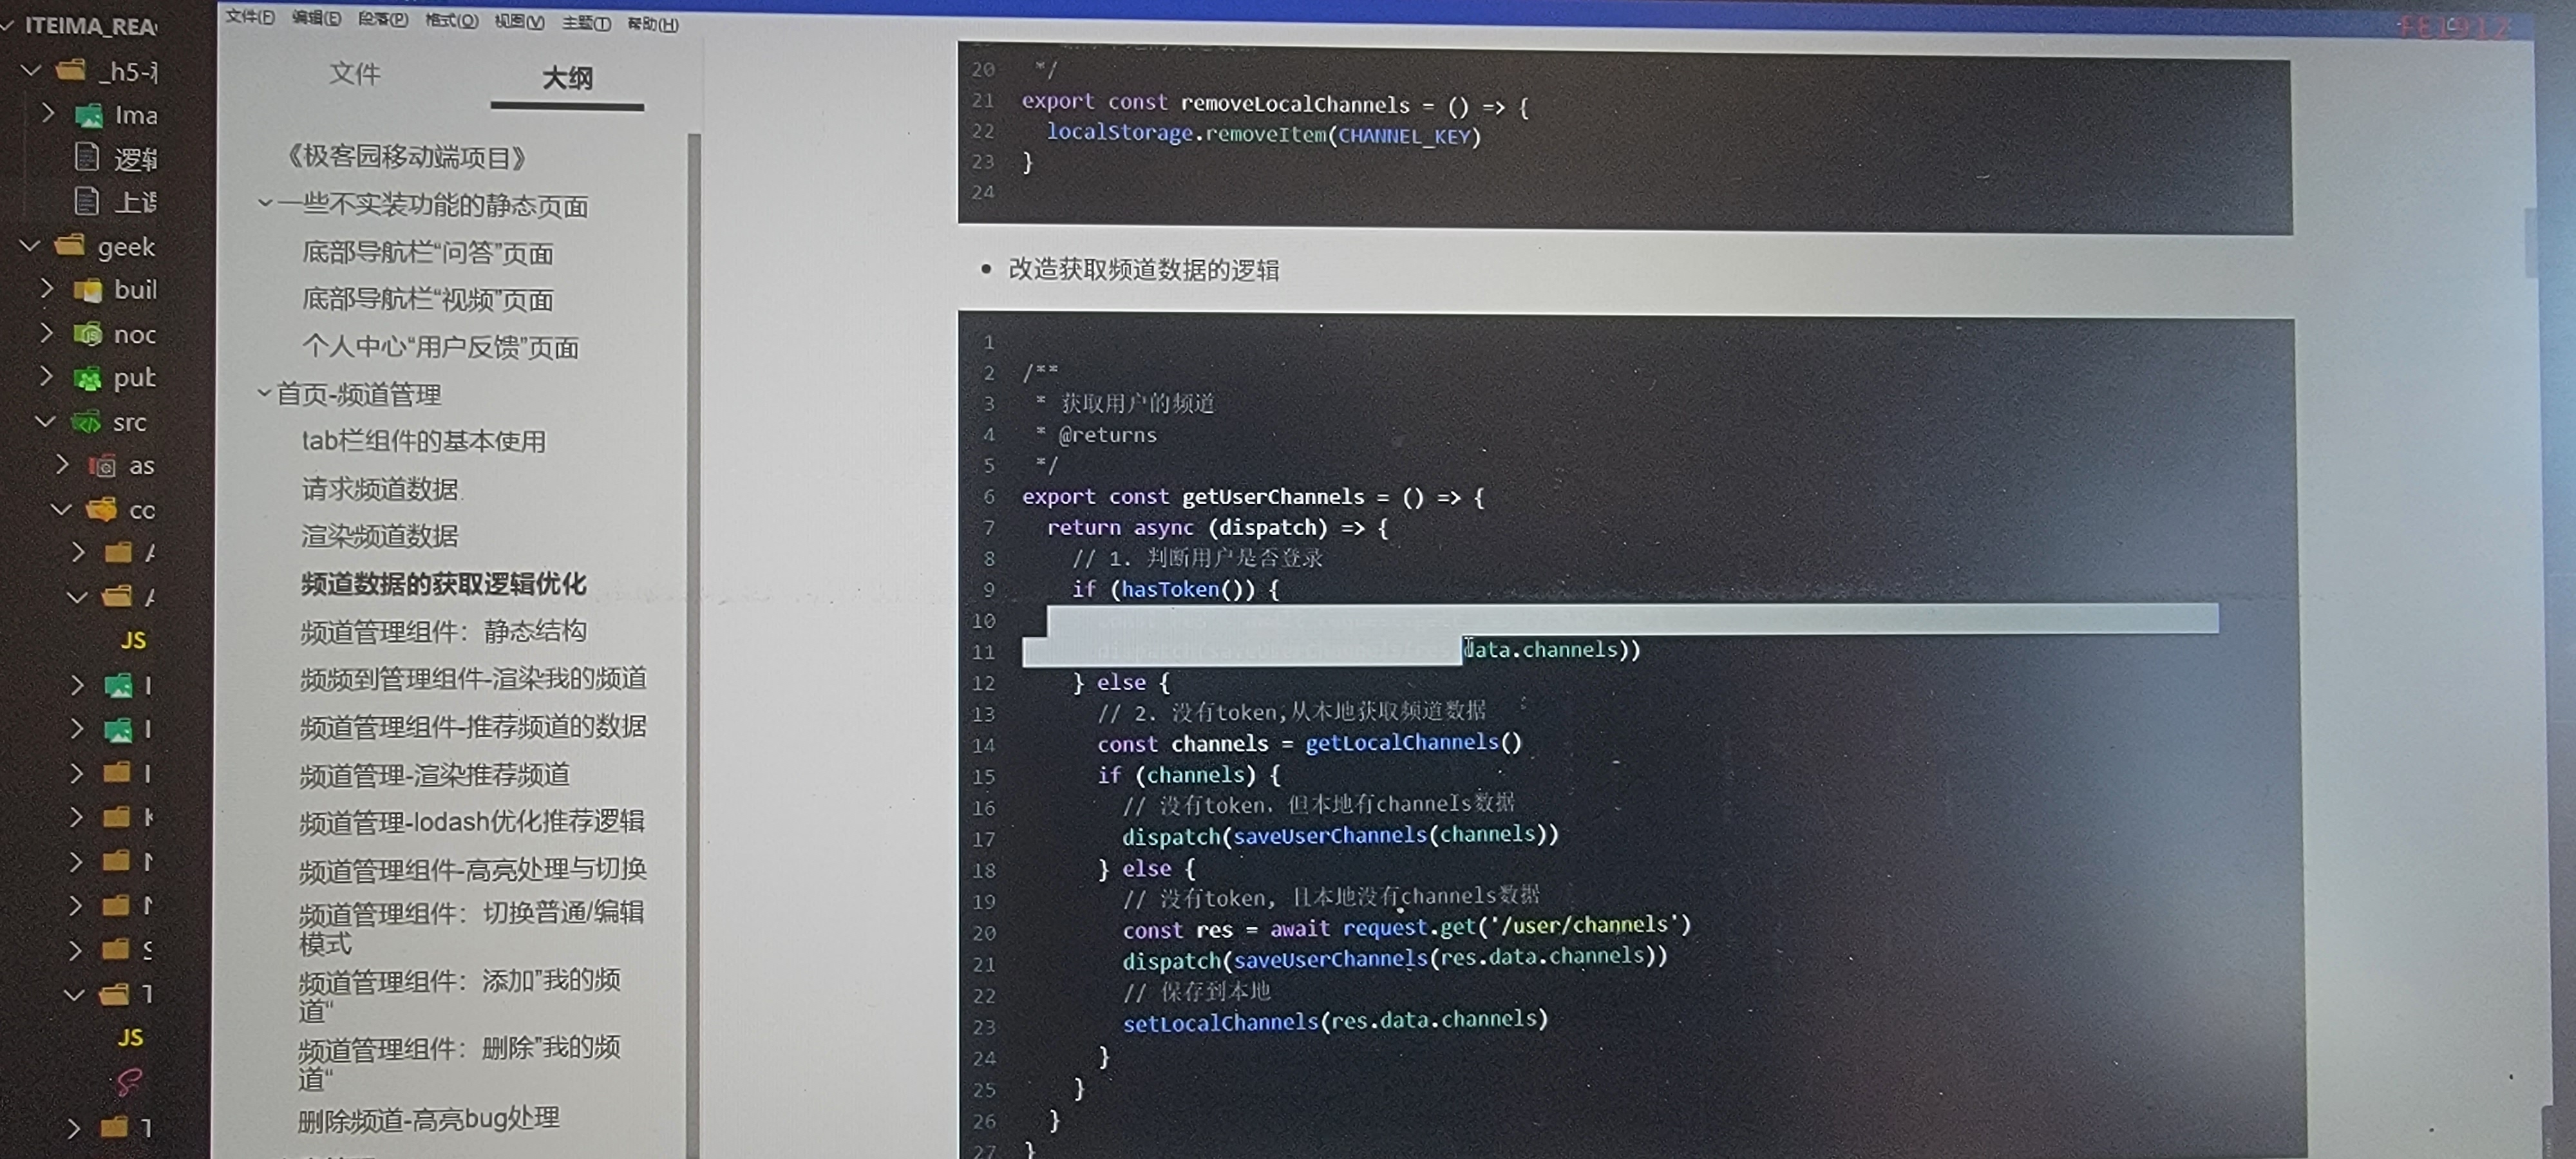 ITEIMA_REA
_h5-
Ima
逻辑
上课
geek
buil
noc
pub
src
as
co
JS
JS
文件(F) 编辑(E) 段落(P) 格式(O) 视图(V) 主题(T) 帮助(H)
FE1912
文件 大纲
《极客园移动端项目》
一些不实装功能的静态页面
底部导航栏“问答”页面
底部导航栏“视频”页面
个人中心“用户反馈”页面
首页-频道管理
tab栏组件的基本使用
请求频道数据
渲染频道数据
频道数据的获取逻辑优化
频道管理组件：静态结构
频频到管理组件-渲染我的频道
频道管理组件-推荐频道的数据
频道管理-渲染推荐频道
频道管理-lodash优化推荐逻辑
频道管理组件-高亮处理与切换
频道管理组件：切换普通/编辑
模式
频道管理组件：添加”我的频
道“
频道管理组件：删除”我的频
道“
删除频道-高亮bug处理
20 */
21 export const removeLocalChannels = () => {
22 localStorage.removeItem(CHANNEL_KEY)
23 }
24
• 改造获取频道数据的逻辑
1
2 /**
3 * 获取用户的频道
4 * @returns
5 */
6 export const getUserChannels = () => {
7 return async (dispatch) => {
8 // 1. 判断用户是否登录
9 if (hasToken()) {
10
11 dispatch(saveUserChannels(res.data.channels))
12 } else {
13 // 2. 没有token,从本地获取频道数据
14 const channels = getLocalChannels()
15 if (channels) {
16 // 没有token，但本地有channels数据
17 dispatch(saveUserChannels(channels))
18 } else {
19 // 没有token, 且本地没有channels数据
20 const res = await request.get('/user/channels')
21 dispatch(saveUserChannels(res.data.channels))
22 // 保存到本地
23 setLocalChannels(res.data.channels)
24 }
25 }
26 }
27 }